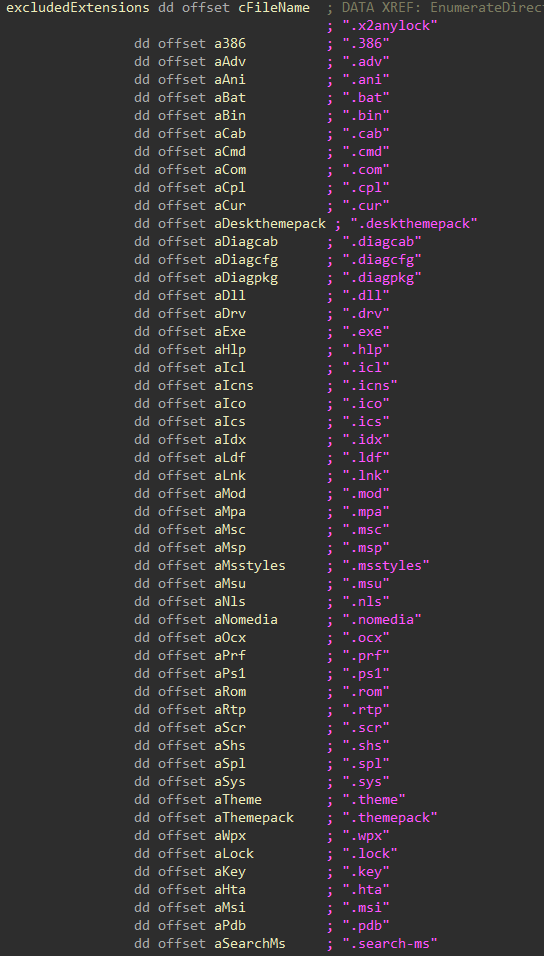 excludedExtensions dd offset cFileName ; DATA XREF: EnumerateDirect
; ".x2anylock"
dd offset a386 ; ".386"
dd offset aAdv ; ".adv"
dd offset aAni ; ".ani"
dd offset aBat ; ".bat"
dd offset aBin ; ".bin"
dd offset aCab ; ".cab"
dd offset aCmd ; ".cmd"
dd offset aCom ; ".com"
dd offset aCpl ; ".cpl"
dd offset aCur ; ".cur"
dd offset aDeskthemepack ; ".deskthemepack"
dd offset aDiagcab ; ".diagcab"
dd offset aDiagcfg ; ".diagcfg"
dd offset aDiagpkg ; ".diagpkg"
dd offset aDll ; ".dll"
dd offset aDrv ; ".drv"
dd offset aExe ; ".exe"
dd offset aHlp ; ".hlp"
dd offset aIcl ; ".icl"
dd offset aIcns ; ".icns"
dd offset aIco ; ".ico"
dd offset aIcs ; ".ics"
dd offset aIdx ; ".idx"
dd offset aLdf ; ".ldf"
dd offset aLnk ; ".lnk"
dd offset aMod ; ".mod"
dd offset aMpa ; ".mpa"
dd offset aMsc ; ".msc"
dd offset aMsp ; ".msp"
dd offset aMsstyles ; ".msstyles"
dd offset aMsu ; ".msu"
dd offset aNls ; ".nls"
dd offset aNomedia ; ".nomedia"
dd offset aOcx ; ".ocx"
dd offset aPrf ; ".prf"
dd offset aPs1 ; ".ps1"
dd offset aRom ; ".rom"
dd offset aRtp ; ".rtp"
dd offset aScr ; ".scr"
dd offset aShs ; ".shs"
dd offset aSpl ; ".spl"
dd offset aSys ; ".sys"
dd offset aTheme ; ".theme"
dd offset aThemepack ; ".themepack"
dd offset aWpx ; ".wpx"
dd offset aLock ; ".lock"
dd offset aKey ; ".key"
dd offset aHta ; ".hta"
dd offset aMsi ; ".msi"
dd offset aPdb ; ".pdb"
dd offset aSearchMs ; ".search-ms"